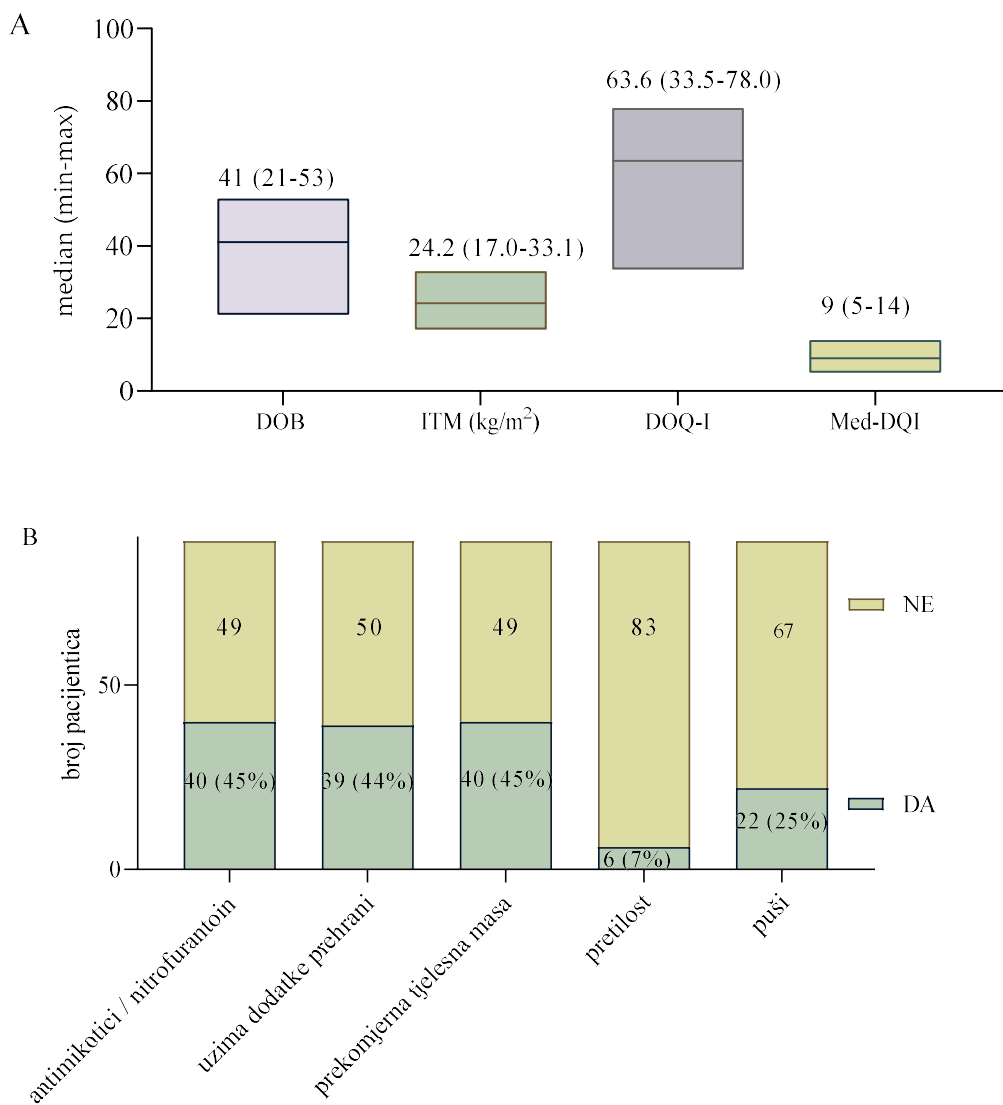 A
median (min-max)
100
80
60
40
20
0
41 (21-53)
24.2 (17.0-33.1)
63.6 (33.5-78.0)
9 (5-14)
DOB
ITM (kg/m²)
DOQ-I
Med-DQI
B
broj pacijentica
50
0
49
50
49
83
67
40 (45%)
39 (44%)
40 (45%)
6 (7%)
22 (25%)
NE
DA
antimikotici / nitrofurantoin
uzima dodatke prehrani
prekomjerna tjelesna masa
pretilost
puši